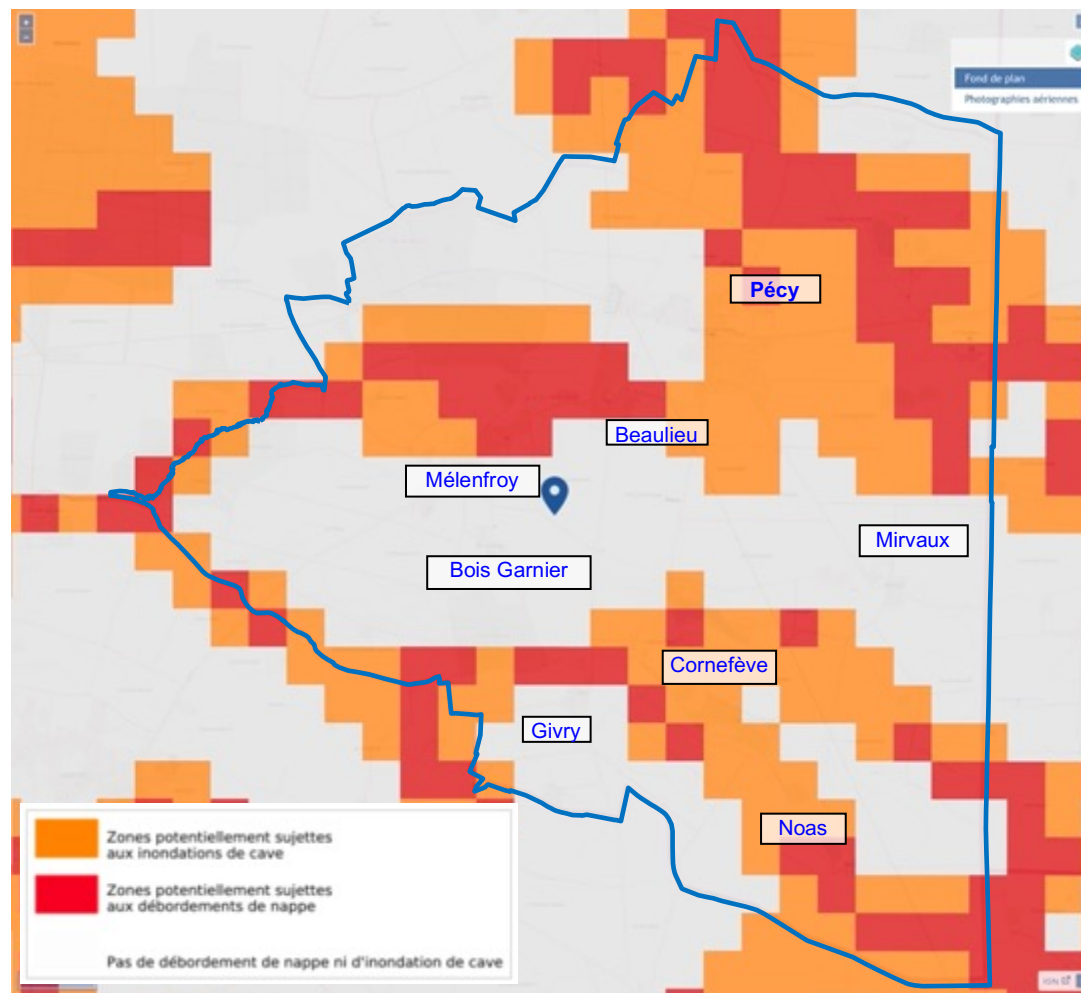 +
-
Fond de plan
Photographies aériennes
Pécy
Beaulieu
Mélenfroy
Mirvaux
Bois Garnier
Cornefève
Givry
Noas
Zones potentiellement sujettes
aux inondations de cave
Zones potentiellement sujettes
aux débordements de nappe
Pas de débordement de nappe ni d'inondation de cave
IGN